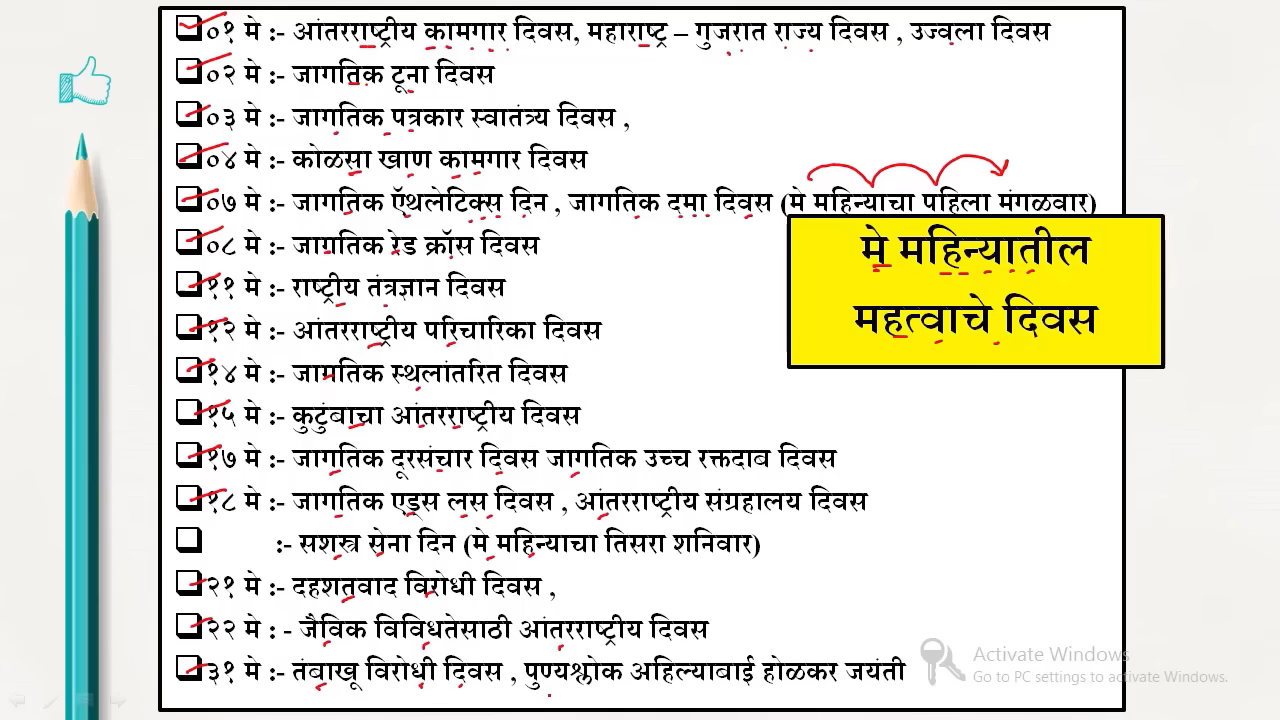 ०१ मे :- आंतरराष्ट्रीय कामगार दिवस, महाराष्ट्र – गुजरात राज्य दिवस , उज्वला दिवस
०२ मे :- जागतिक टूना दिवस
०३ मे :- जागतिक पत्रकार स्वातंत्र्य दिवस ,
०४ मे :- कोळसा खाण कामगार दिवस
०७ मे :- जागतिक ऍथलेटिक्स दिन , जागतिक दमा दिवस (मे महिन्याचा पहिला मंगळवार)
०८ मे :- जागतिक रेड क्रॉस दिवस
मे महिन्यातील
महत्वाचे दिवस
११ मे :- राष्ट्रीय तंत्रज्ञान दिवस
१२ मे :- आंतरराष्ट्रीय परिचारिका दिवस
१४ मे :- जागतिक स्थलांतरित दिवस
१५ मे :- कुटुंबाचा आंतरराष्ट्रीय दिवस
१७ मे :- जागतिक दूरसंचार दिवस जागतिक उच्च रक्तदाब दिवस
१८ मे :- जागतिक एड्स लस दिवस , आंतरराष्ट्रीय संग्रहालय दिवस
:- सशस्त्र सेना दिन (मे महिन्याचा तिसरा शनिवार)
२१ मे :- दहशतवाद विरोधी दिवस ,
२२ मे : - जैविक विविधतेसाठी आंतरराष्ट्रीय दिवस
३१ मे :- तंबाखू विरोधी दिवस , पुण्यश्लोक अहिल्याबाई होळकर जयंती
Activate Windows
Go to PC settings to activate Windows.